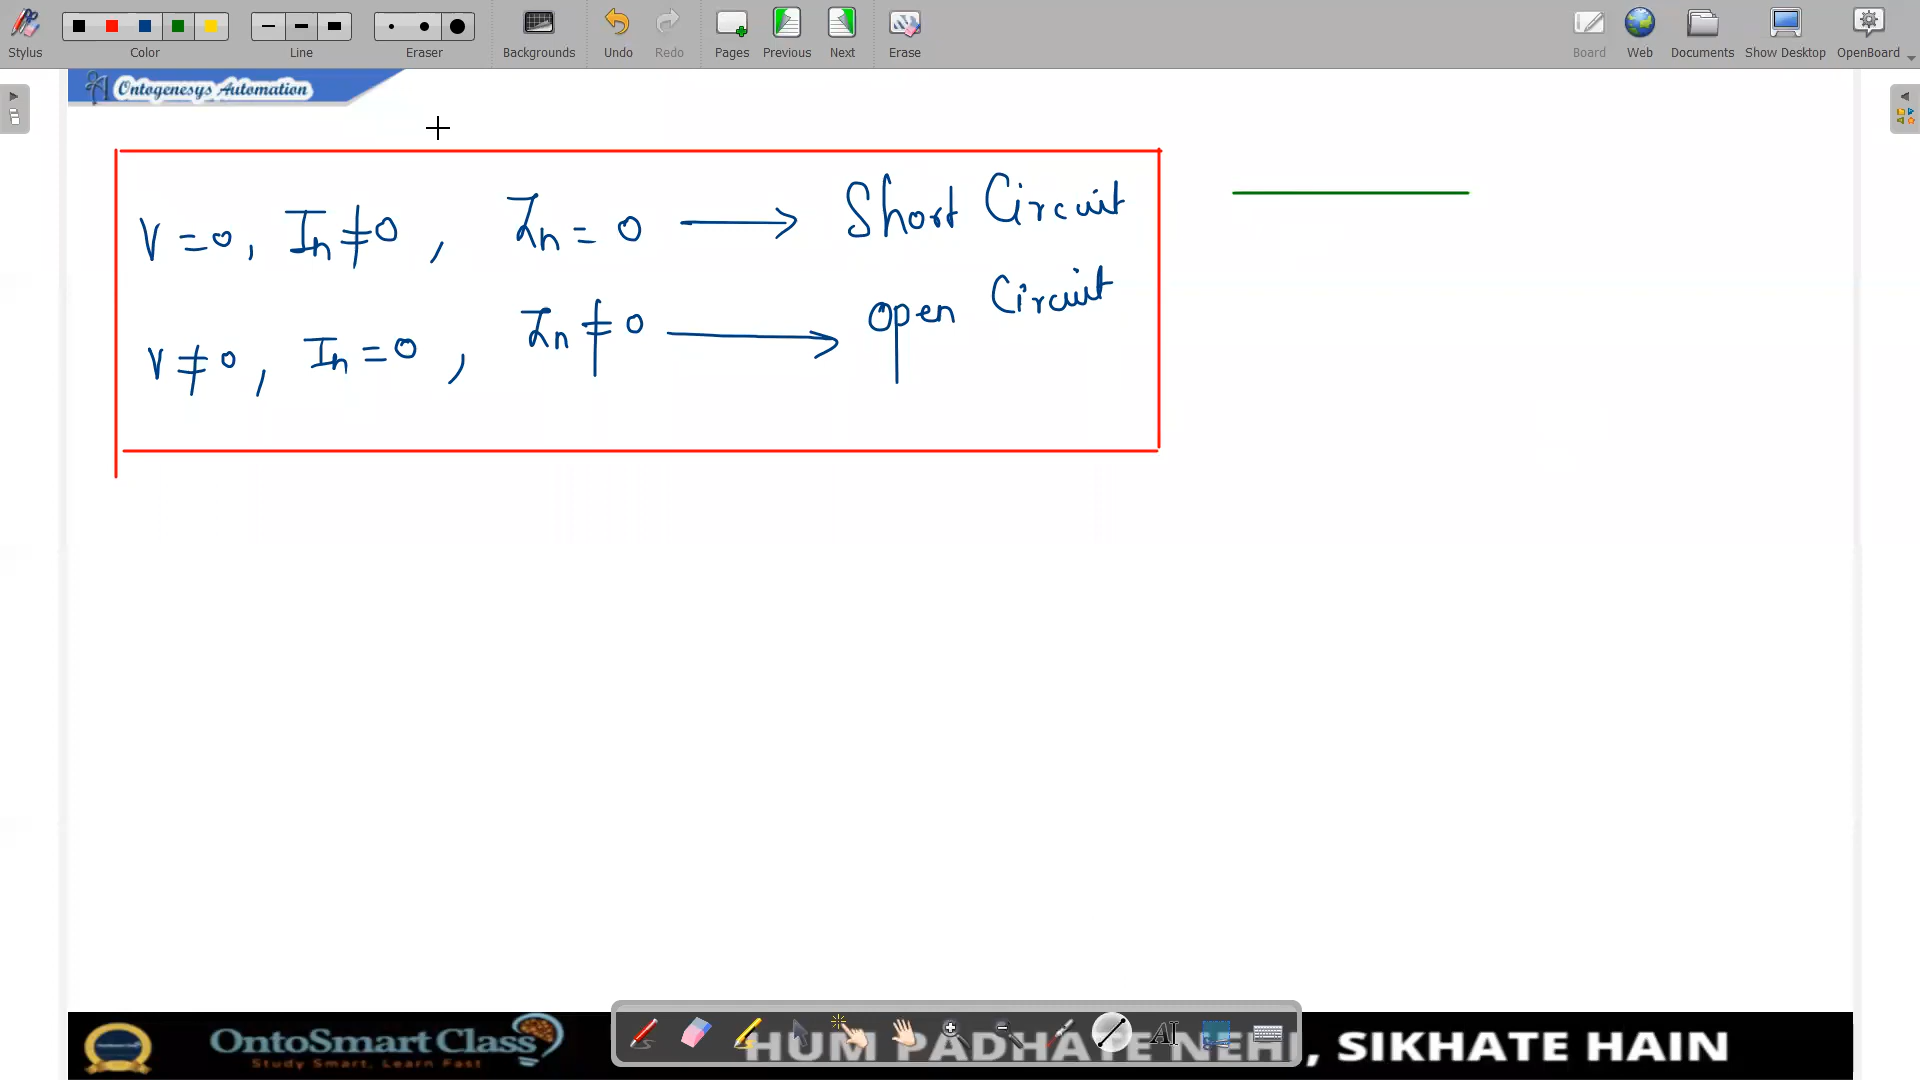 Stylus Color Line Eraser Backgrounds Undo Redo Pages Previous Next Erase Board Web Documents Show Desktop OpenBoard
Ontogenesys Automation
V = 0, In ≠ 0, Zn = 0 → Short Circuit
V ≠ 0, In = 0, Zn ≠ 0 → Open Circuit
OntoSmart Class HUM PADHATE NEHI, SIKHATE HAIN
Study Smart, Learn Fast